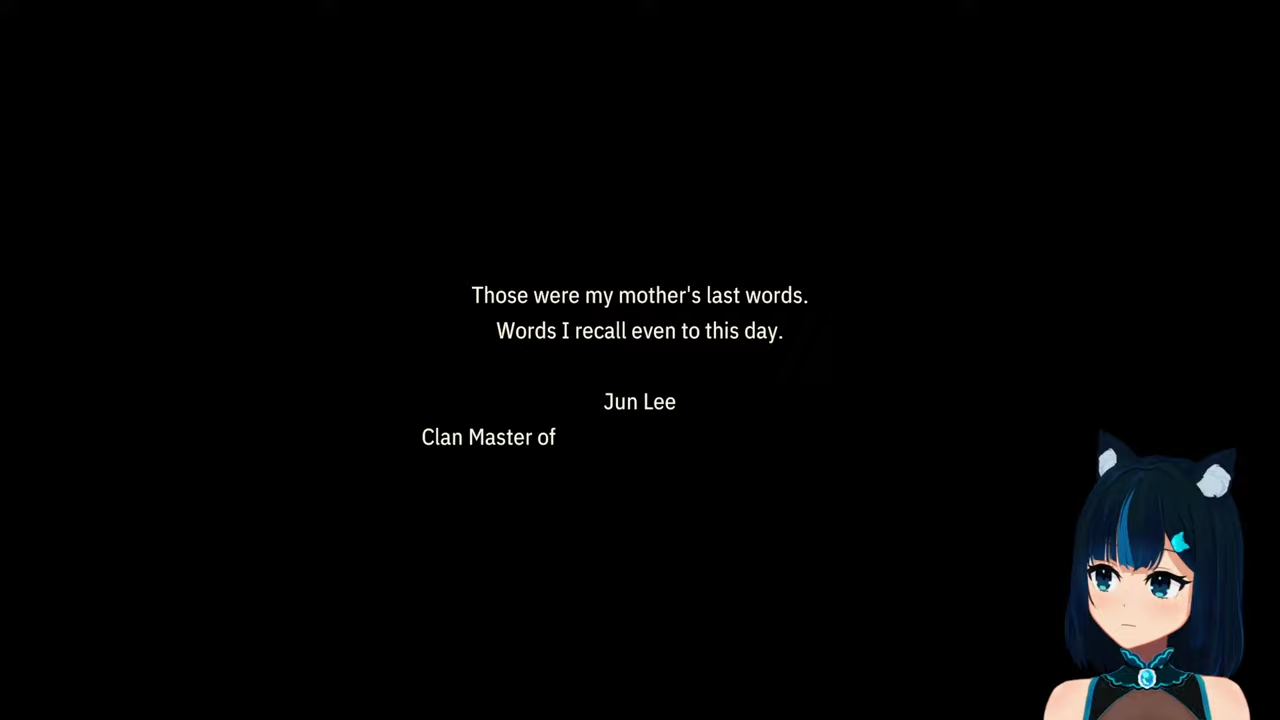 Those were my mother's last words.
Words I recall even to this day.
Jun Lee
Clan Master of